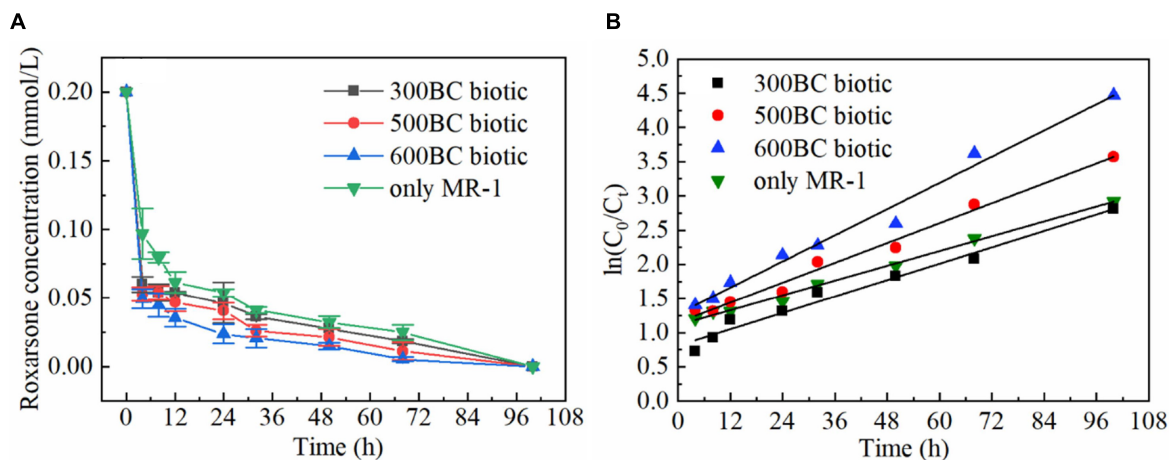 A
Roxarsone concentration (mmol/L)
0.20
0.15
0.10
0.05
0.00
300BC biotic
500BC biotic
600BC biotic
only MR-1
0 12 24 36 48 60 72 84 96 108
Time (h)
B
ln(C₀/Cₜ)
5.0
4.5
4.0
3.5
3.0
2.5
2.0
1.5
1.0
0.5
0.0
300BC biotic
500BC biotic
600BC biotic
only MR-1
0 12 24 36 48 60 72 84 96 108
Time (h)